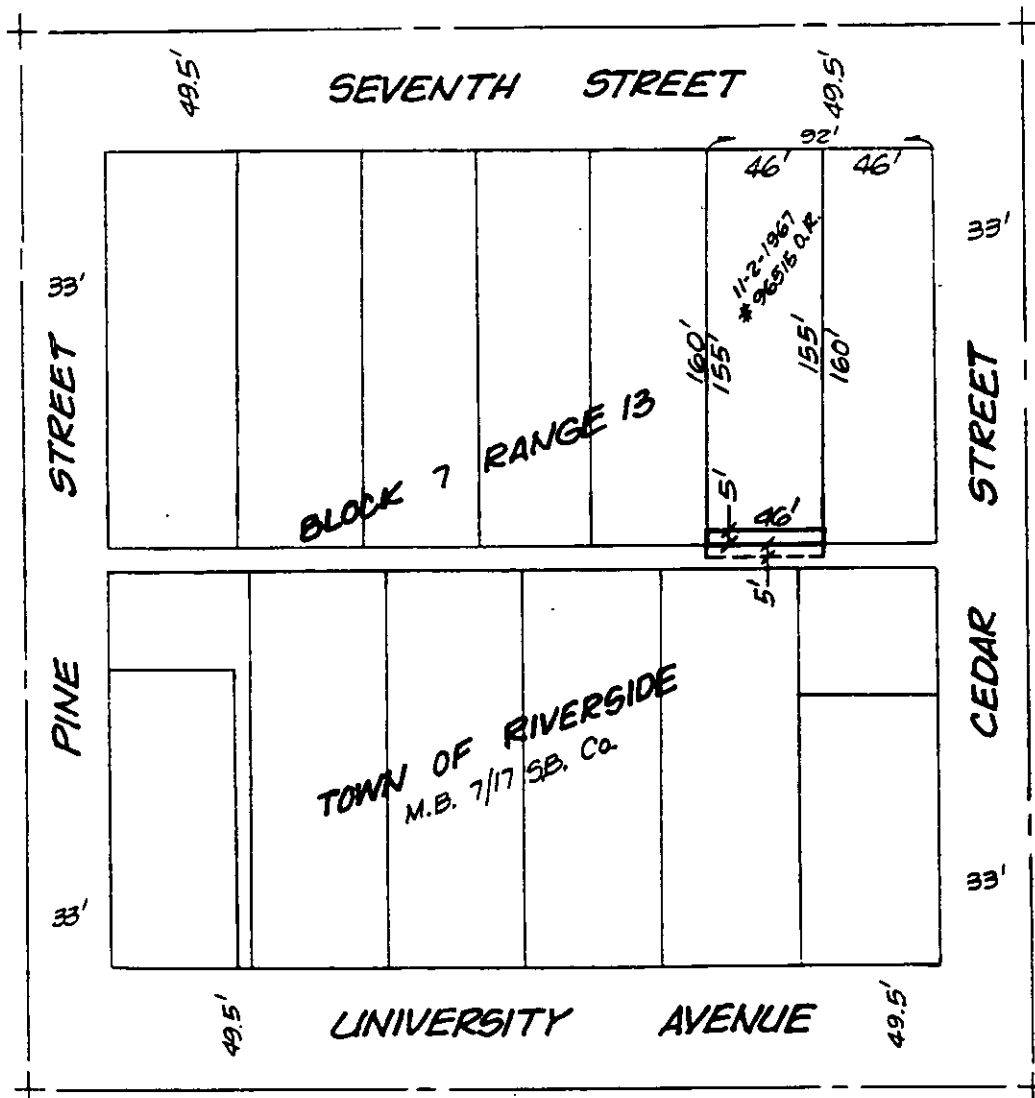 49.5'
SEVENTH STREET
49.5'
92'
46' 46'
33'
33'
11-2-1967
* 96515 O.R.
160'
155'
155'
160'
PINE STREET
CEDAR STREET
BLOCK 7 RANGE 13
5'
46'
5'
TOWN OF RIVERSIDE
M.B. 7/17 S.B. Co.
33'
33'
49.5'
UNIVERSITY AVENUE
49.5'